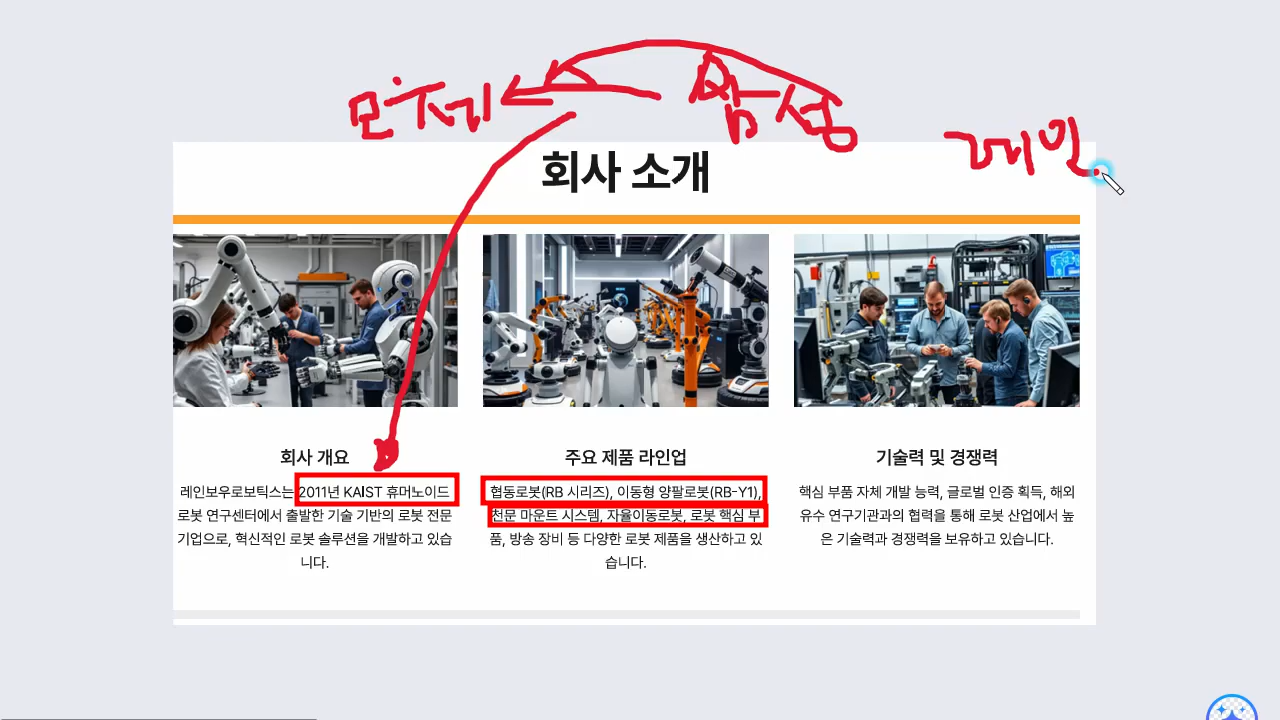 삼성
레인
회사 소개
회사 개요
레인보우로보틱스는 2011년 KAIST 휴머노이드
로봇 연구센터에서 출발한 기술 기반의 로봇 전문
기업으로, 혁신적인 로봇 솔루션을 개발하고 있습
니다.
주요 제품 라인업
협동로봇(RB 시리즈), 이동형 양팔로봇(RB-Y1),
천문 마운트 시스템, 자율이동로봇, 로봇 핵심 부
품, 방송 장비 등 다양한 로봇 제품을 생산하고 있
습니다.
기술력 및 경쟁력
핵심 부품 자체 개발 능력, 글로벌 인증 획득, 해외
유수 연구기관과의 협력을 통해 로봇 산업에서 높
은 기술력과 경쟁력을 보유하고 있습니다.